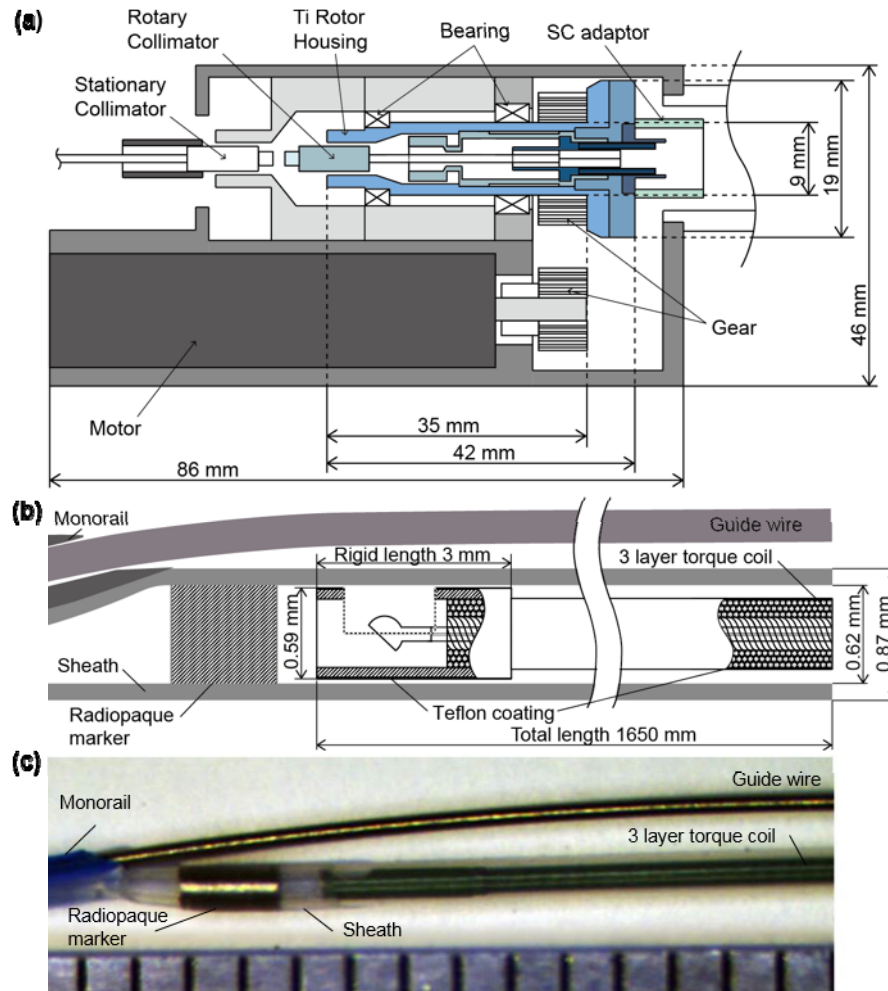 (a)
Rotary
Collimator
Ti Rotor
Housing
Bearing
SC adaptor
Stationary
Collimator
9 mm
19 mm
46 mm
Gear
Motor
35 mm
42 mm
86 mm
(b)
Monorail
Guide wire
Rigid length 3 mm
3 layer torque coil
0.59 mm
0.62 mm
0.87 mm
Sheath
Radiopaque
marker
Teflon coating
Total length 1650 mm
(c)
Monorail
Guide wire
3 layer torque coil
Radiopaque
marker
Sheath